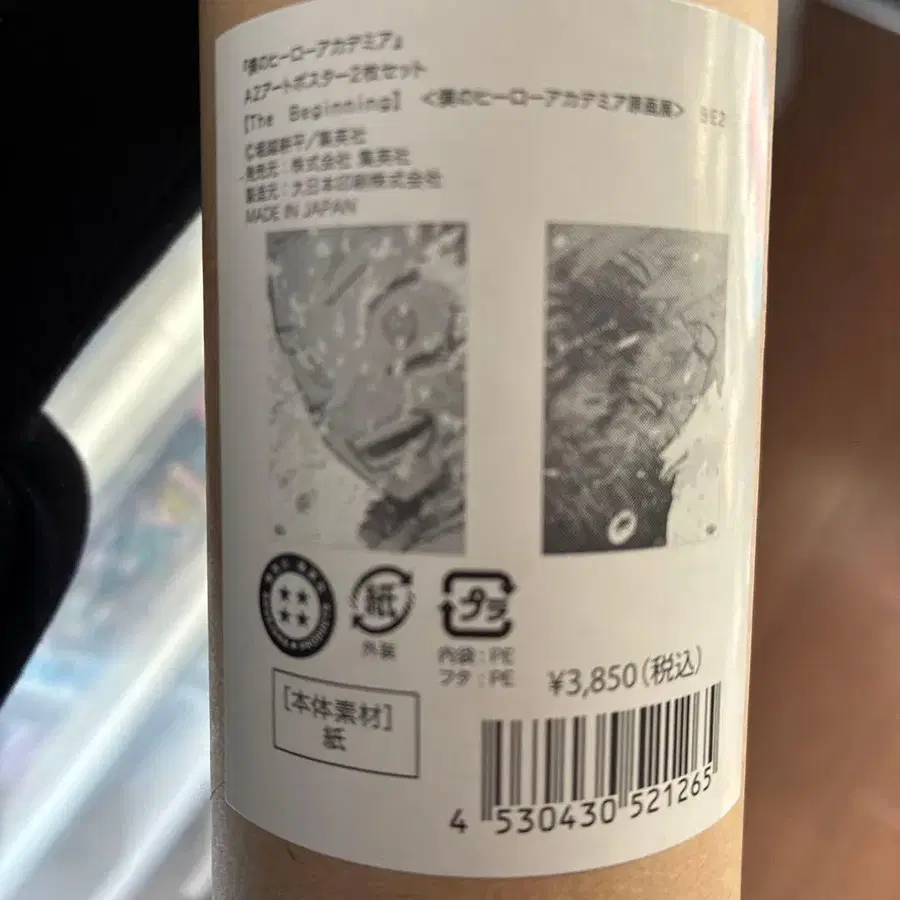 『僕のヒーローアカデミア』
A2アートポスター2枚セット
【The Beginning】 <僕のヒーローアカデミア原画展> BE2
©堀越耕平/集英社
発売元：株式会社 集英社
製造元：大日本印刷株式会社
MADE IN JAPAN
紙
外装
プラ
内袋：PE
フタ：PE
¥3,850(税込)
[本体素材]
紙
4 530430 521265